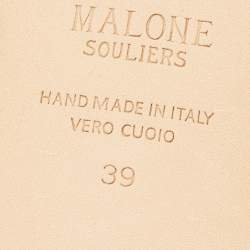 MALONE
SOULIERS
HAND MADE IN ITALY
VERO CUOIO
39